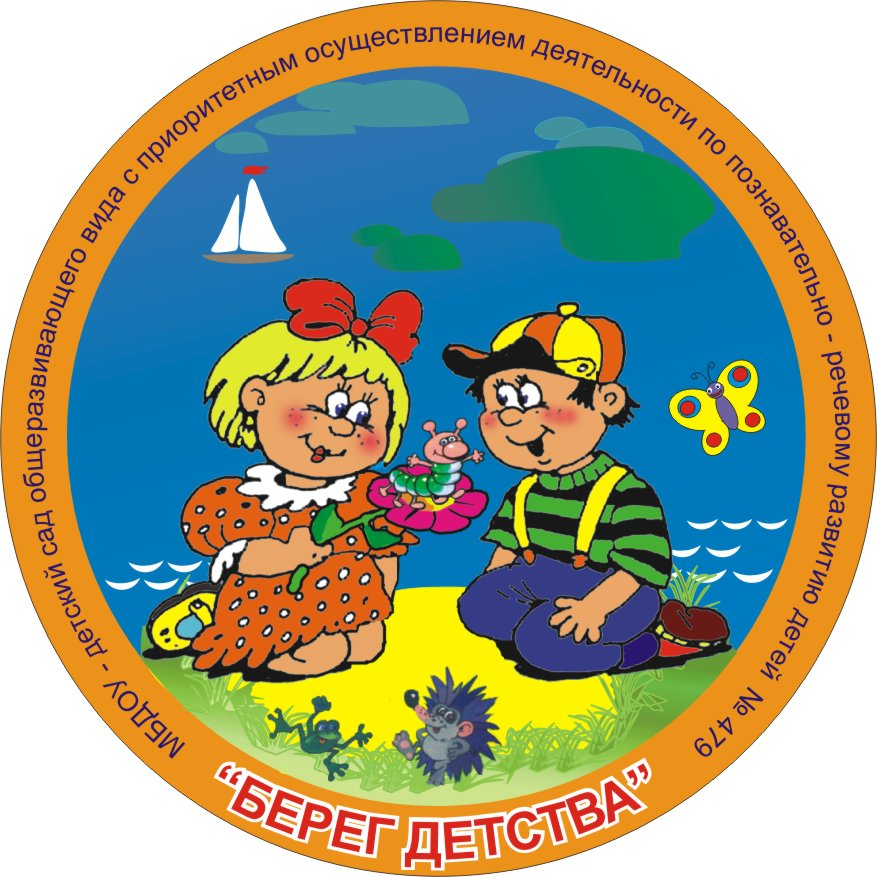 МБДОУ - детский сад общеразвивающего вида с приоритетным осуществлением деятельности по познавательно - речевому развитию детей № 479
“БЕРЕГ ДЕТСТВА”